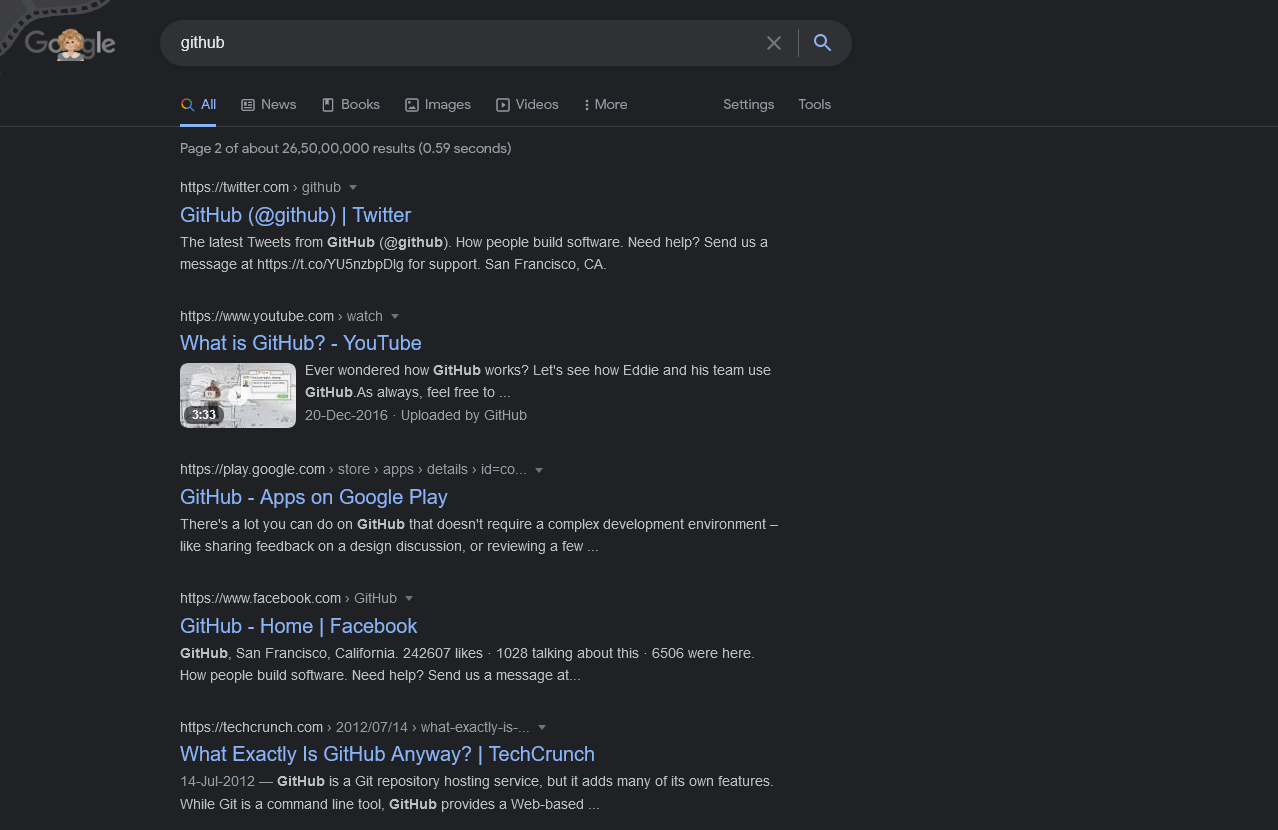 Google
github
All News Books Images Videos More Settings Tools
Page 2 of about 26,50,00,000 results (0.59 seconds)
https://twitter.com › github
GitHub (@github) | Twitter
The latest Tweets from GitHub (@github). How people build software. Need help? Send us a
message at https://t.co/YU5nzbpDlg for support. San Francisco, CA.
https://www.youtube.com › watch
What is GitHub? - YouTube
Ever wondered how GitHub works? Let's see how Eddie and his team use
GitHub.As always, feel free to ...
3:33
20-Dec-2016 · Uploaded by GitHub
https://play.google.com › store › apps › details › id=co...
GitHub - Apps on Google Play
There's a lot you can do on GitHub that doesn't require a complex development environment –
like sharing feedback on a design discussion, or reviewing a few ...
https://www.facebook.com › GitHub
GitHub - Home | Facebook
GitHub, San Francisco, California. 242607 likes · 1028 talking about this · 6506 were here.
How people build software. Need help? Send us a message at...
https://techcrunch.com › 2012/07/14 › what-exactly-is-...
What Exactly Is GitHub Anyway? | TechCrunch
14-Jul-2012 — GitHub is a Git repository hosting service, but it adds many of its own features.
While Git is a command line tool, GitHub provides a Web-based ...